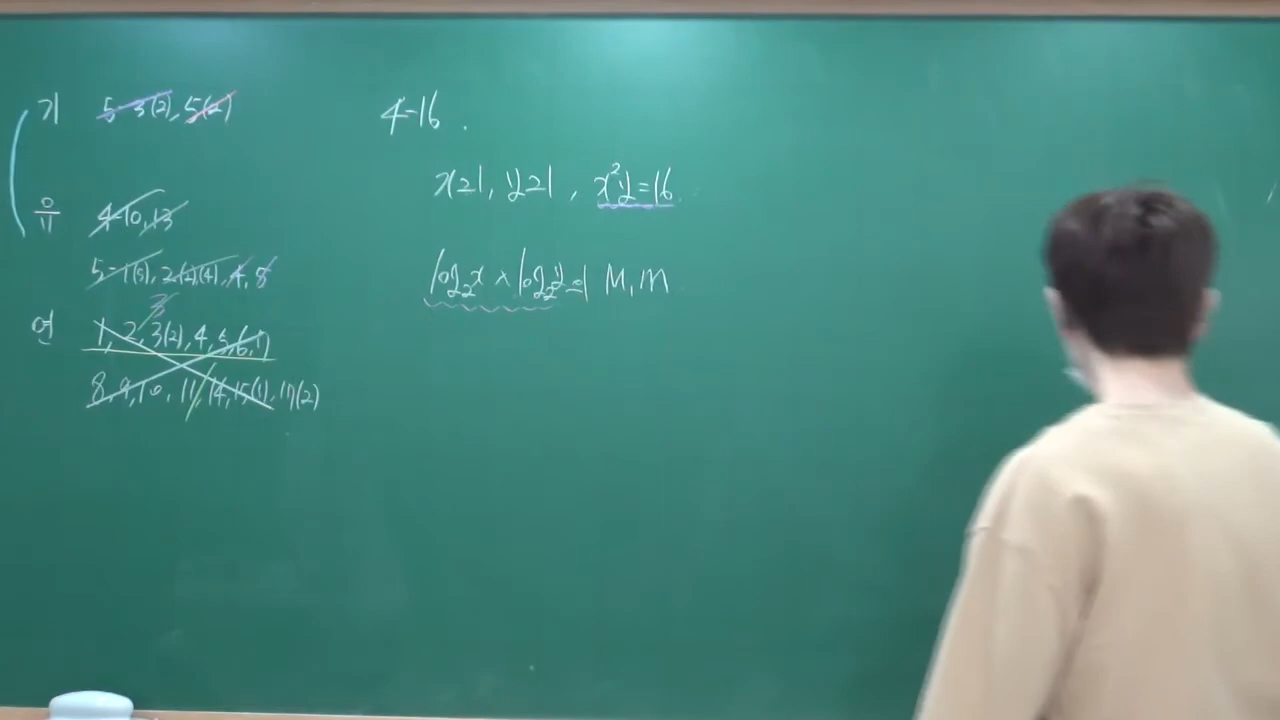 기 5-3(2), 5(2)
유 4-10, 13
5-1(5), 2(2)(4), 4, 8
3
연 1, 2, 3(2), 4, 5, 6, 7
8, 9, 10, 11, 14, 15(1), 17(2)
4-16.
x≥1, y≥1, x²y=16
log₂x × log₂y의 M, m